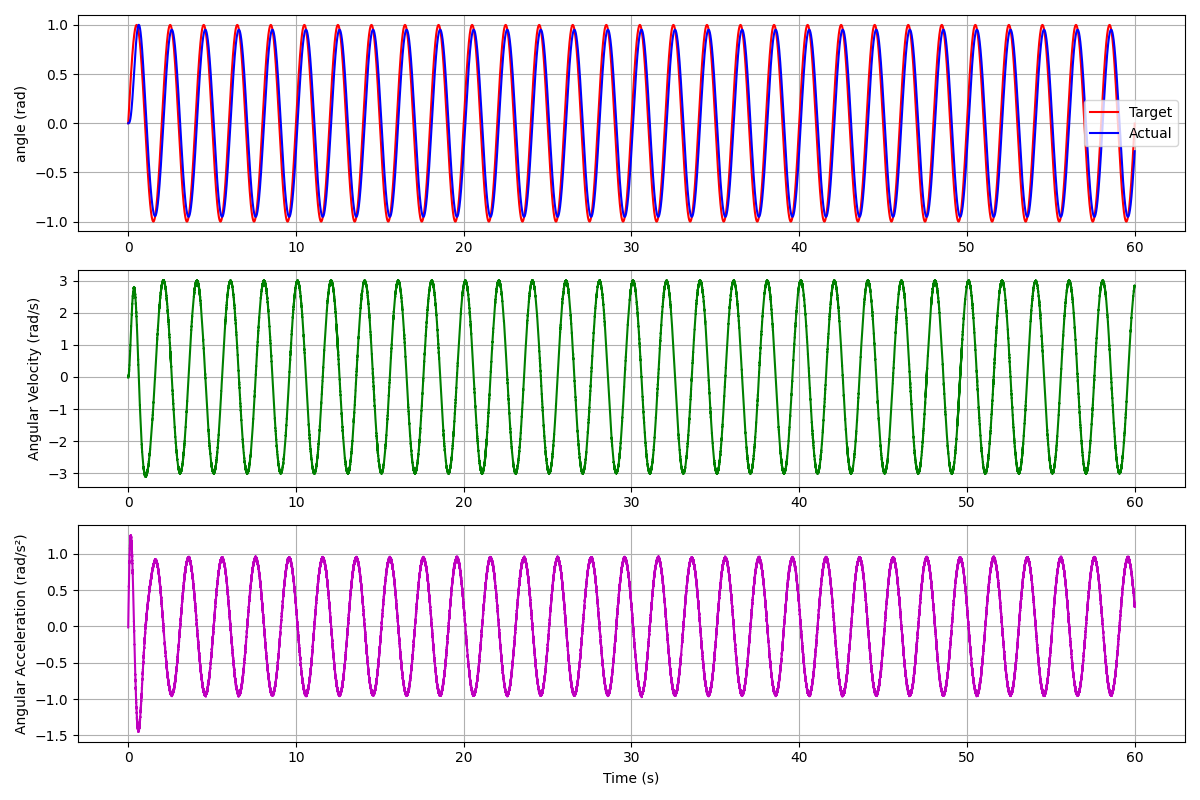 1.0
0.5
0.0
−0.5
−1.0
angle (rad)
Target
Actual
0 10 20 30 40 50 60
3
2
1
0
−1
−2
−3
Angular Velocity (rad/s)
0 10 20 30 40 50 60
1.0
0.5
0.0
−0.5
−1.0
−1.5
Angular Acceleration (rad/s²)
0 10 20 30 40 50 60
Time (s)